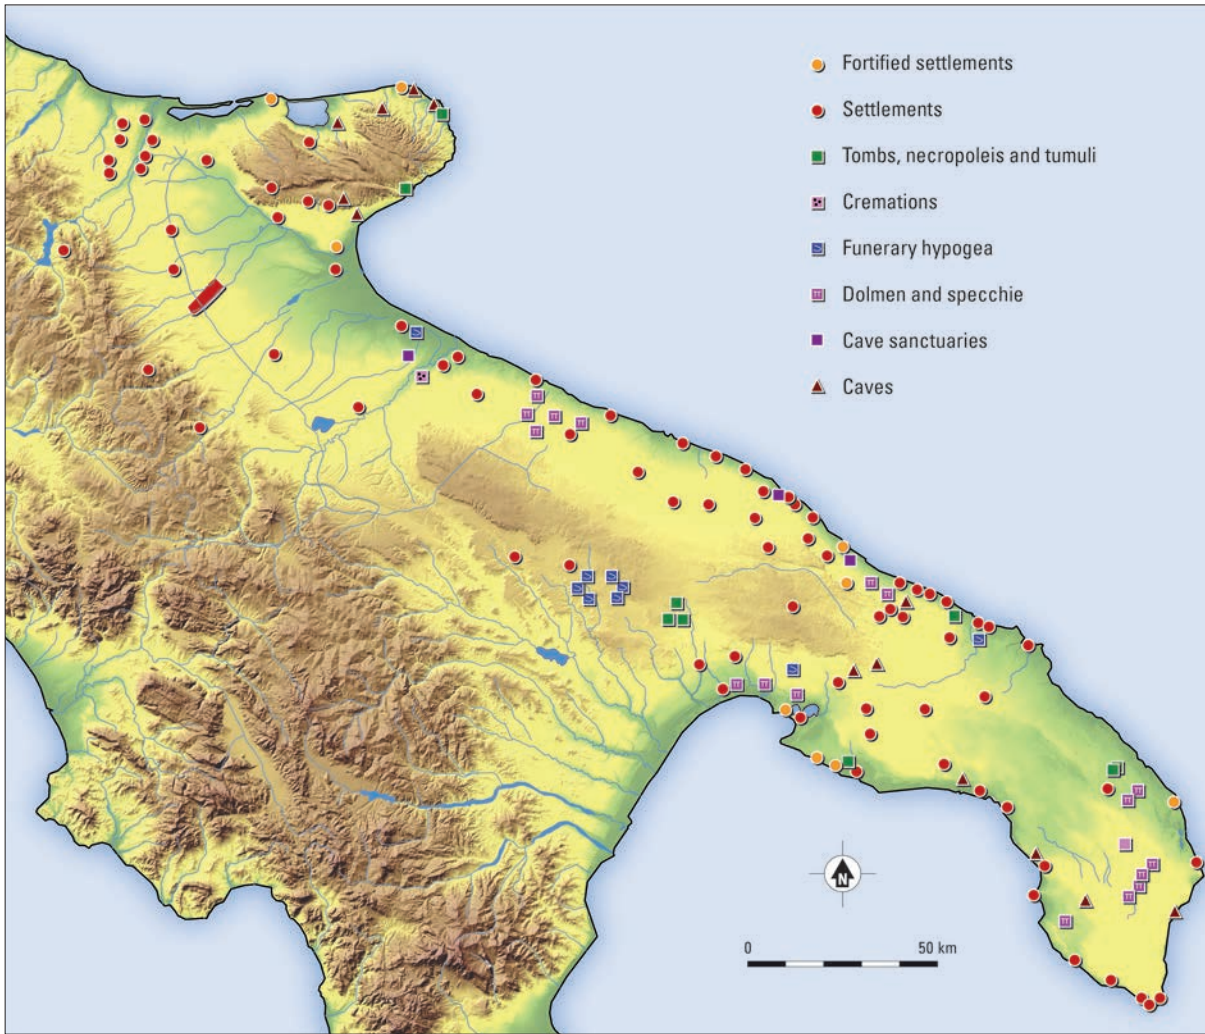 Fortified settlements
Settlements
Tombs, necropoleis and tumuli
Cremations
Funerary hypogea
Dolmen and specchie
Cave sanctuaries
Caves
N
0 50 km